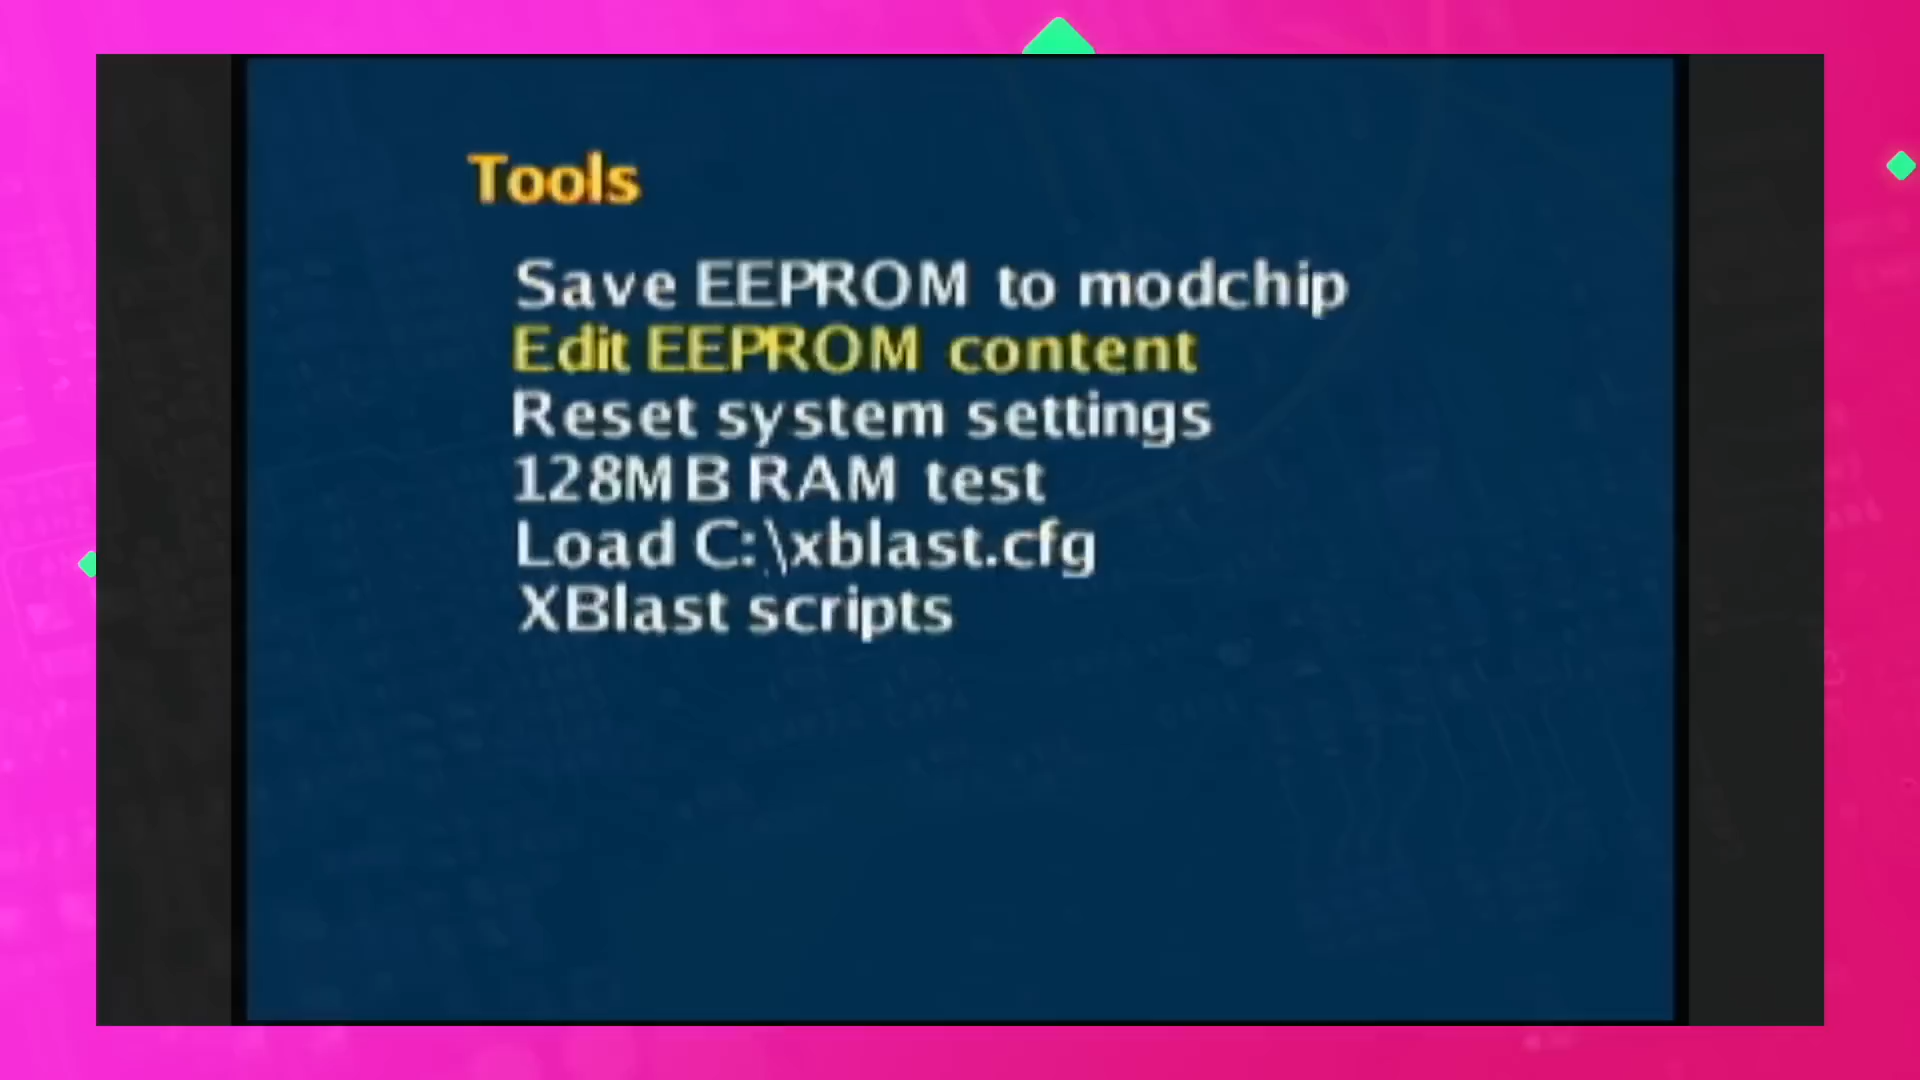 Tools
Save EEPROM to modchip
Edit EEPROM content
Reset system settings
128MB RAM test
Load C:\xblast.cfg
XBlast scripts